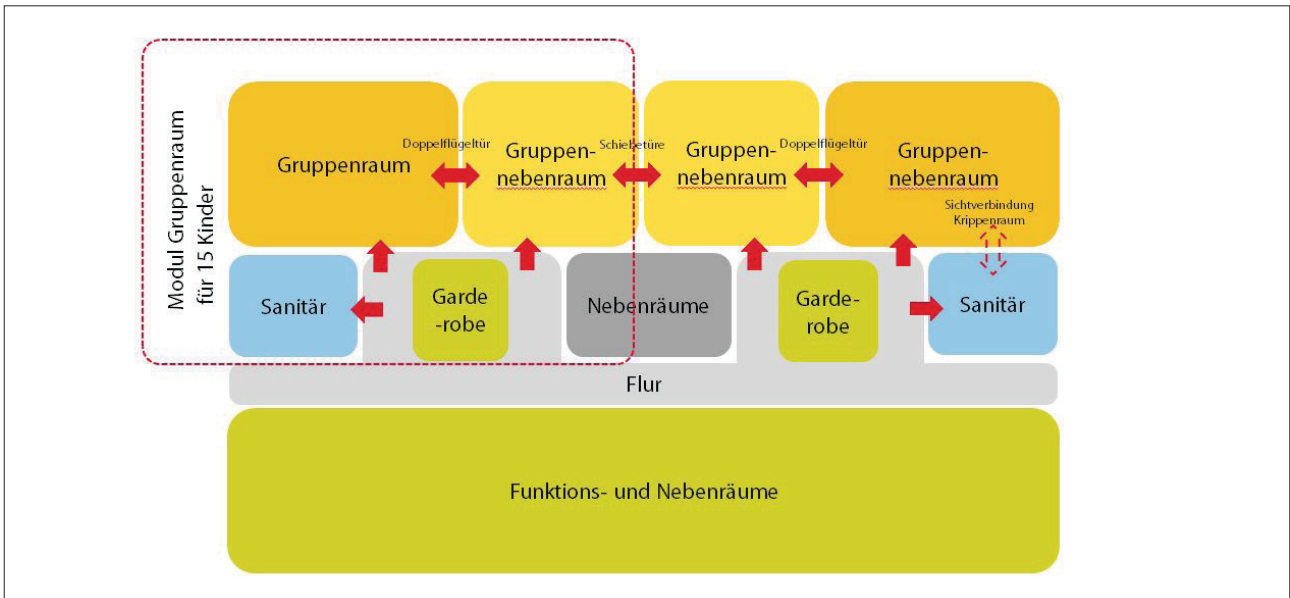 Modul Gruppenraum
für 15 Kinder
Gruppenraum
Doppelflügeltür
Gruppen-
nebenraum
Schiebetüre
Gruppen-
nebenraum
Doppelflügeltür
Gruppen-
nebenraum
Sichtverbindung
Krippenraum
Sanitär
Garde
-robe
Nebenräume
Garde-
robe
Sanitär
Flur
Funktions- und Nebenräume